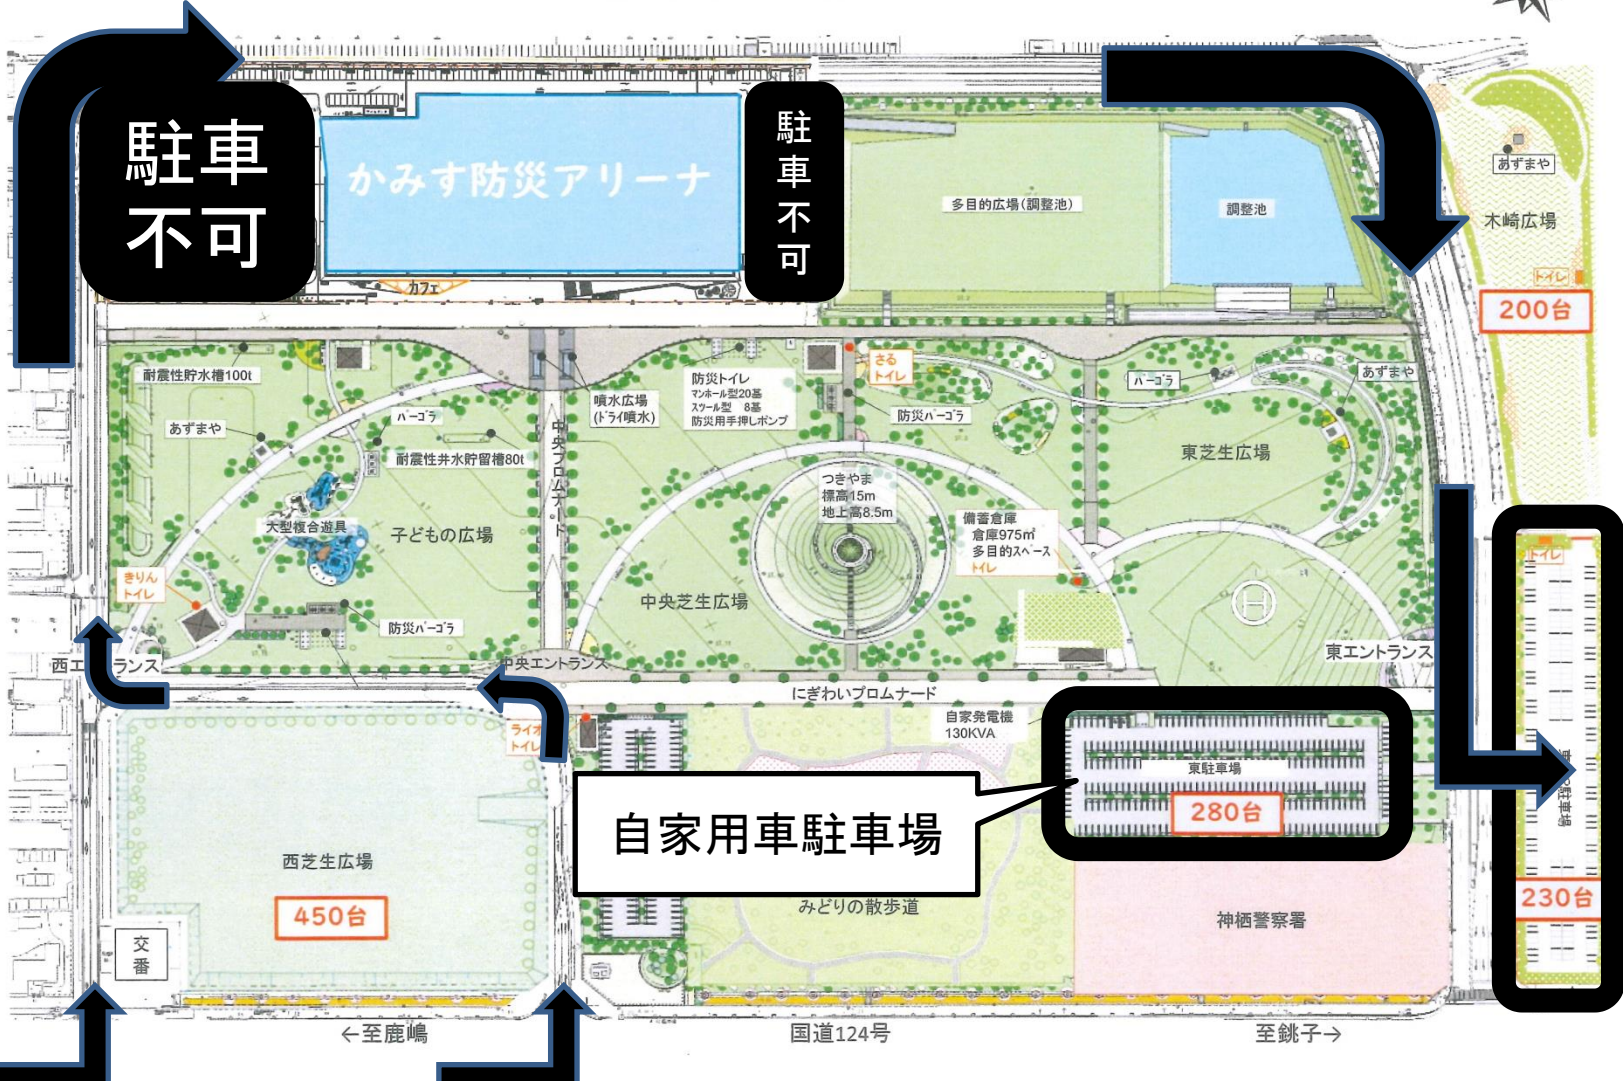 駐車
不可
かみす防災アリーナ
駐
車
不
可
カフェ
多目的広場(調整池)
調整池
あずまや
木崎広場
トイレ
200台
耐震性貯水槽100t
あずまや
パーゴラ
耐震性井水貯留槽80t
大型複合遊具
子どもの広場
きりん
トイレ
防災パーゴラ
噴水広場
(ドライ噴水)
中央プロムナード
防災トイレ
マンホール型20基
スツール型 8基
防災用手押しポンプ
さる
トイレ
防災パーゴラ
パーゴラ
あずまや
東芝生広場
つきやま
標高15m
地上高8.5m
備蓄倉庫
倉庫975㎡
多目的スペース
トイレ
中央芝生広場
H
西エ
ランス
中央エントランス
東エントランス
にぎわいプロムナード
ライオ
トイレ
自家発電機
130KVA
東駐車場
280台
自家用車駐車場
トイレ
駐車場
230台
西芝生広場
450台
交
番
みどりの散歩道
神栖警察署
←至鹿嶋
国道124号
至銚子→